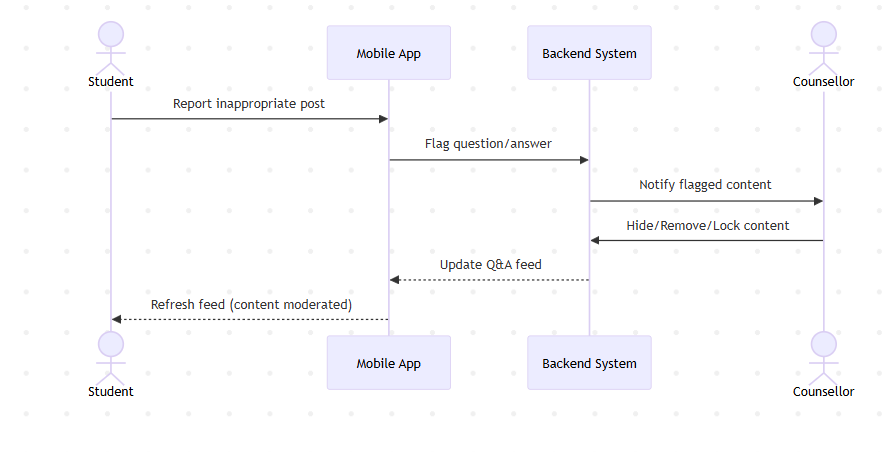 Student
Mobile App
Backend System
Counsellor
Report inappropriate post
Flag question/answer
Notify flagged content
Hide/Remove/Lock content
Update Q&A feed
Refresh feed (content moderated)
Student
Mobile App
Backend System
Counsellor